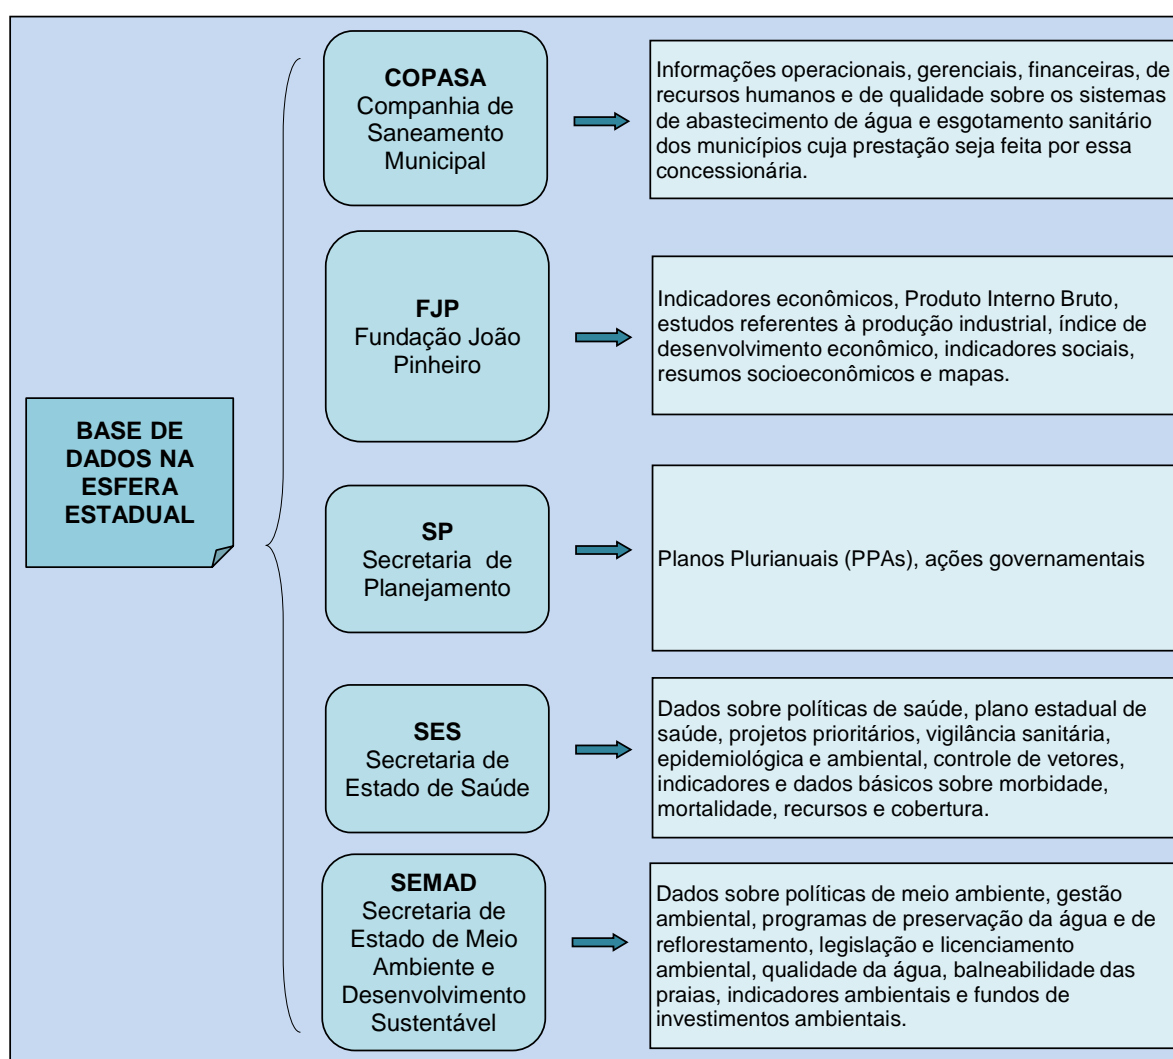 BASE DE
DADOS NA
ESFERA
ESTADUAL
COPASA
Companhia de
Saneamento
Municipal
Informações operacionais, gerenciais, financeiras, de
recursos humanos e de qualidade sobre os sistemas
de abastecimento de água e esgotamento sanitário
dos municípios cuja prestação seja feita por essa
concessionária.
FJP
Fundação João
Pinheiro
Indicadores econômicos, Produto Interno Bruto,
estudos referentes à produção industrial, índice de
desenvolvimento econômico, indicadores sociais,
resumos socioeconômicos e mapas.
SP
Secretaria de
Planejamento
Planos Plurianuais (PPAs), ações governamentais
SES
Secretaria de
Estado de Saúde
Dados sobre políticas de saúde, plano estadual de
saúde, projetos prioritários, vigilância sanitária,
epidemiológica e ambiental, controle de vetores,
indicadores e dados básicos sobre morbidade,
mortalidade, recursos e cobertura.
SEMAD
Secretaria de
Estado de Meio
Ambiente e
Desenvolvimento
Sustentável
Dados sobre políticas de meio ambiente, gestão
ambiental, programas de preservação da água e de
reflorestamento, legislação e licenciamento
ambiental, qualidade da água, balneabilidade das
praias, indicadores ambientais e fundos de
investimentos ambientais.